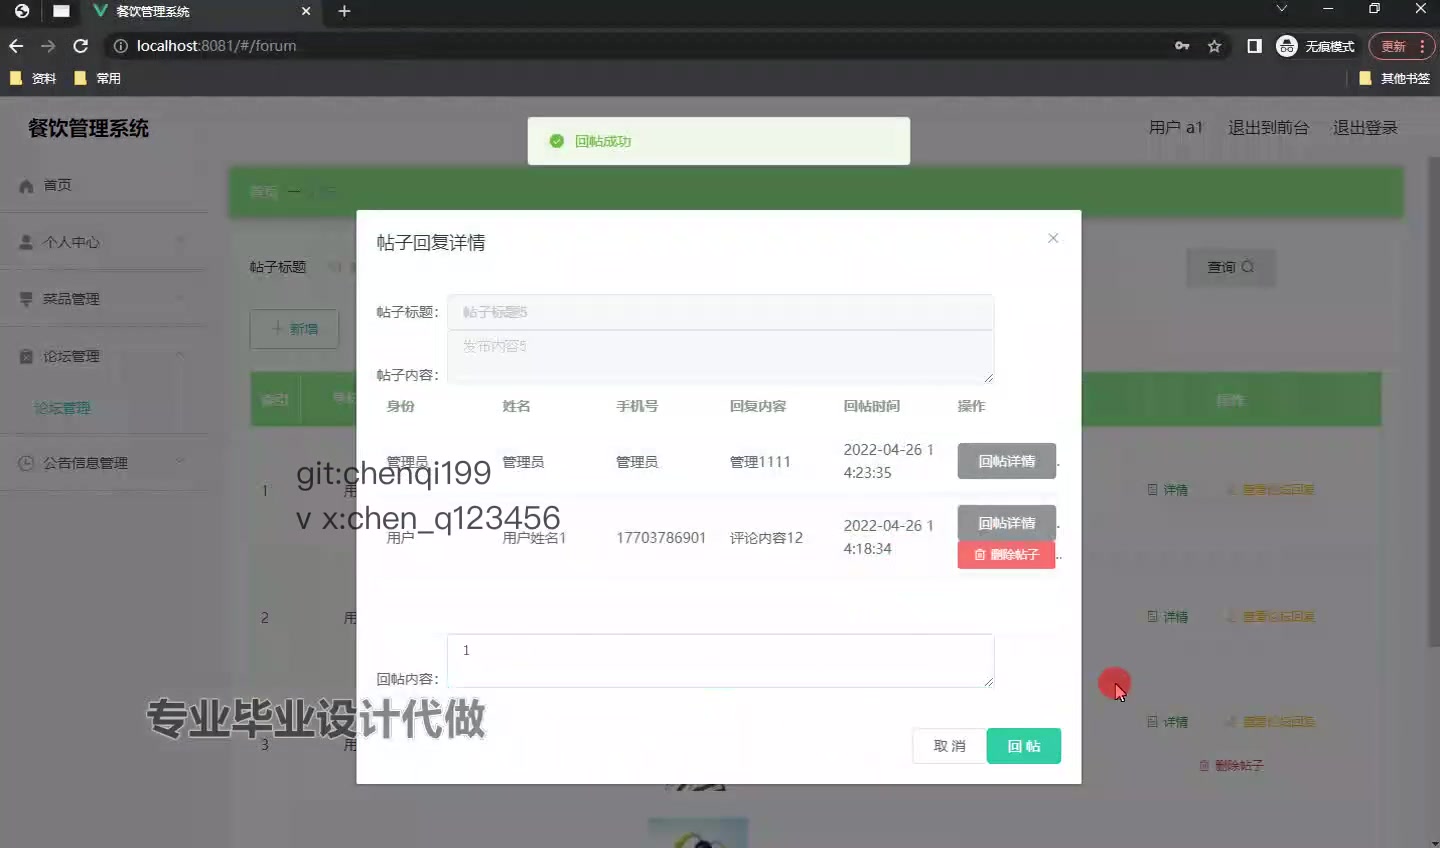 餐饮管理系统
localhost:8081/#/forum
无痕模式
更新
资料
常用
其他书签
餐饮管理系统
用户 a1
退出到前台
退出登录
回帖成功
首页
个人中心
菜品管理
论坛管理
论坛管理
公告信息管理
首页
帖子标题
查询
新增
索引
操作
帖子回复详情
帖子标题：
帖子标题5
帖子内容：
发布内容5
身份 姓名 手机号 回复内容 回帖时间 操作
管理员 管理员 管理员 管理1111 2022-04-26 1
4:23:35
回帖详情
用户 用户姓名1 17703786901 评论内容12 2022-04-26 1
4:18:34
回帖详情
删除帖子
git:chenqi199
v x:chen_q123456
回帖内容：
1
取 消
回 帖
1
用
详情
查看论坛回复
2
用
详情
查看论坛回复
3
用
详情
查看论坛回复
删除帖子
专业毕业设计代做